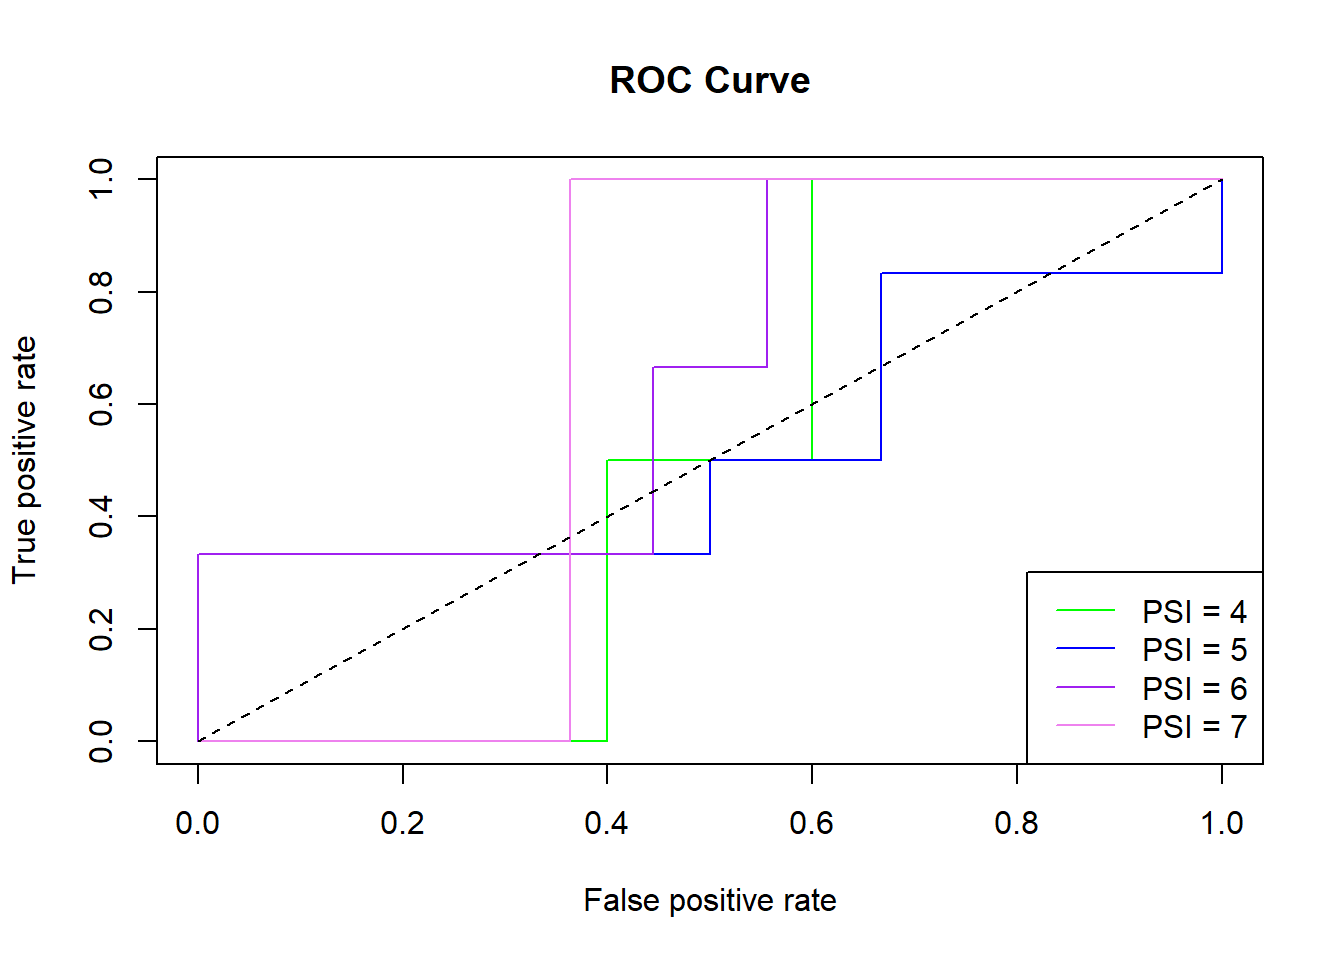 ROC Curve
True positive rate
1.0
0.8
0.6
0.4
0.2
0.0
0.0 0.2 0.4 0.6 0.8 1.0
False positive rate
PSI = 4
PSI = 5
PSI = 6
PSI = 7